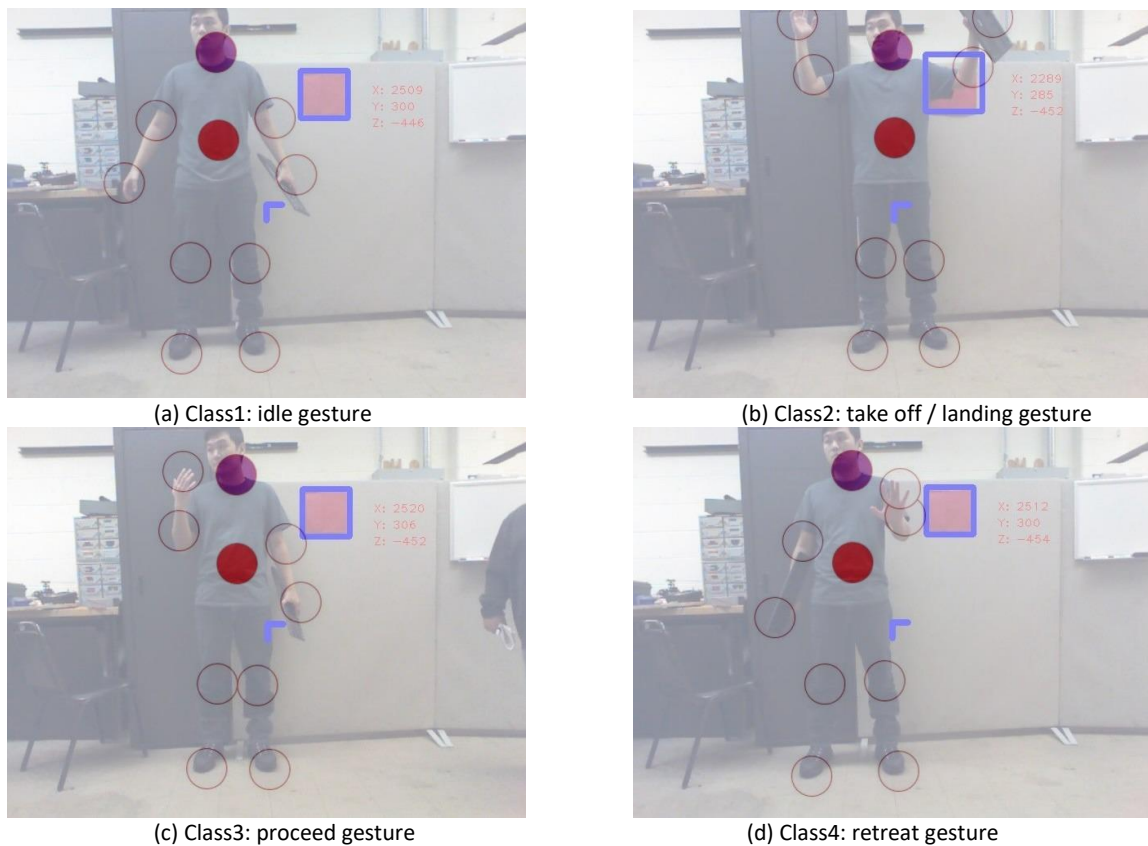 X: 2509
Y: 300
Z: -446
X: 2289
Y: 285
Z: -452
(a) Class1: idle gesture
(b) Class2: take off / landing gesture
X: 2520
Y: 306
Z: -452
X: 2512
Y: 300
Z: -454
(c) Class3: proceed gesture
(d) Class4: retreat gesture